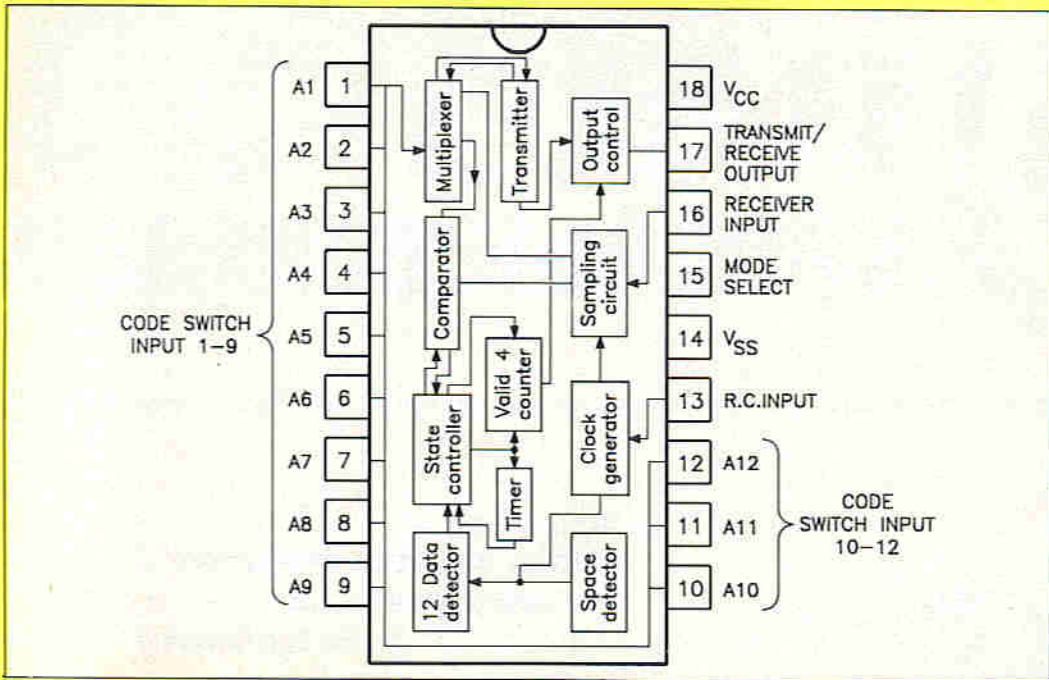 A1 1
A2 2
A3 3
A4 4
A5 5
A6 6
A7 7
A8 8
A9 9
CODE SWITCH
INPUT 1-9
Multiplexer
Transmitter
Output
control
Comparator
Sampling
circuit
State
controller
Valid 4
counter
Clock
generator
Timer
12 Data
detector
Space
detector
18 VCC
17 TRANSMIT/
RECEIVE
OUTPUT
16 RECEIVER
INPUT
15 MODE
SELECT
14 VSS
13 R.C.INPUT
12 A12
11 A11
10 A10
CODE
SWITCH INPUT
10-12